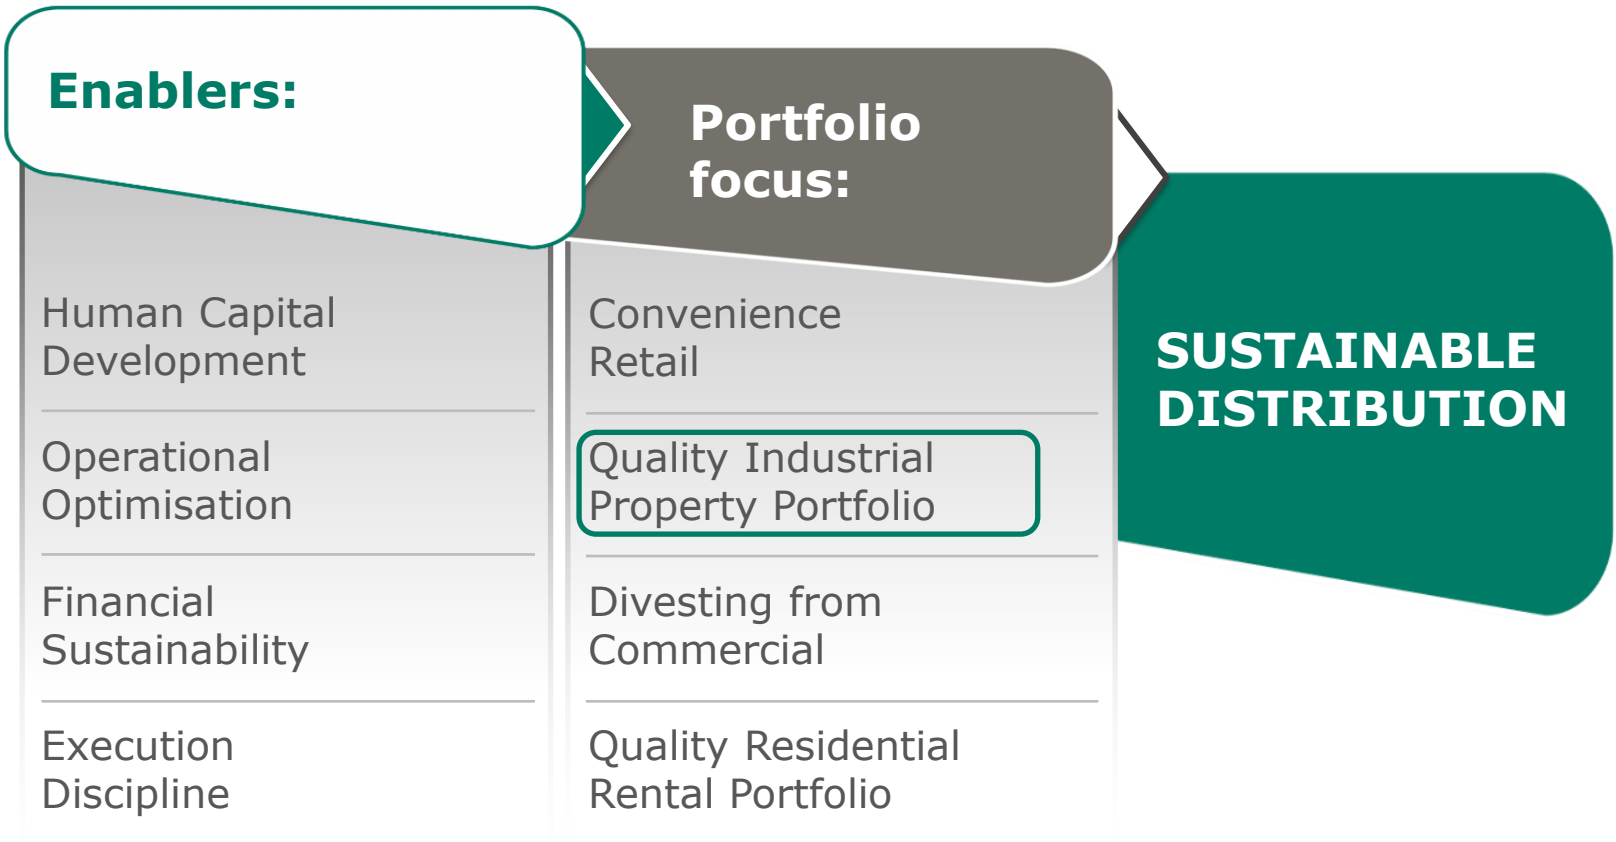 Enablers:
Human Capital
Development
Operational
Optimisation
Financial
Sustainability
Execution
Discipline
Portfolio
focus:
Convenience
Retail
Quality Industrial
Property Portfolio
Divesting from
Commercial
Quality Residential
Rental Portfolio
SUSTAINABLE
DISTRIBUTION